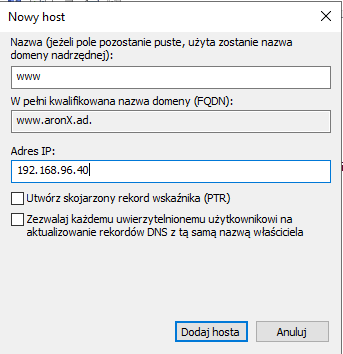 Nowy host
Nazwa (jeżeli pole pozostanie puste, użyta zostanie nazwa
domeny nadrzędnej):
www
W pełni kwalifikowana nazwa domeny (FQDN):
www.aronX.ad.
Adres IP:
192.168.96.40
Utwórz skojarzony rekord wskaźnika (PTR)
Zezwalaj każdemu uwierzytelnionemu użytkownikowi na
aktualizowanie rekordów DNS z tą samą nazwą właściciela
Dodaj hosta
Anuluj